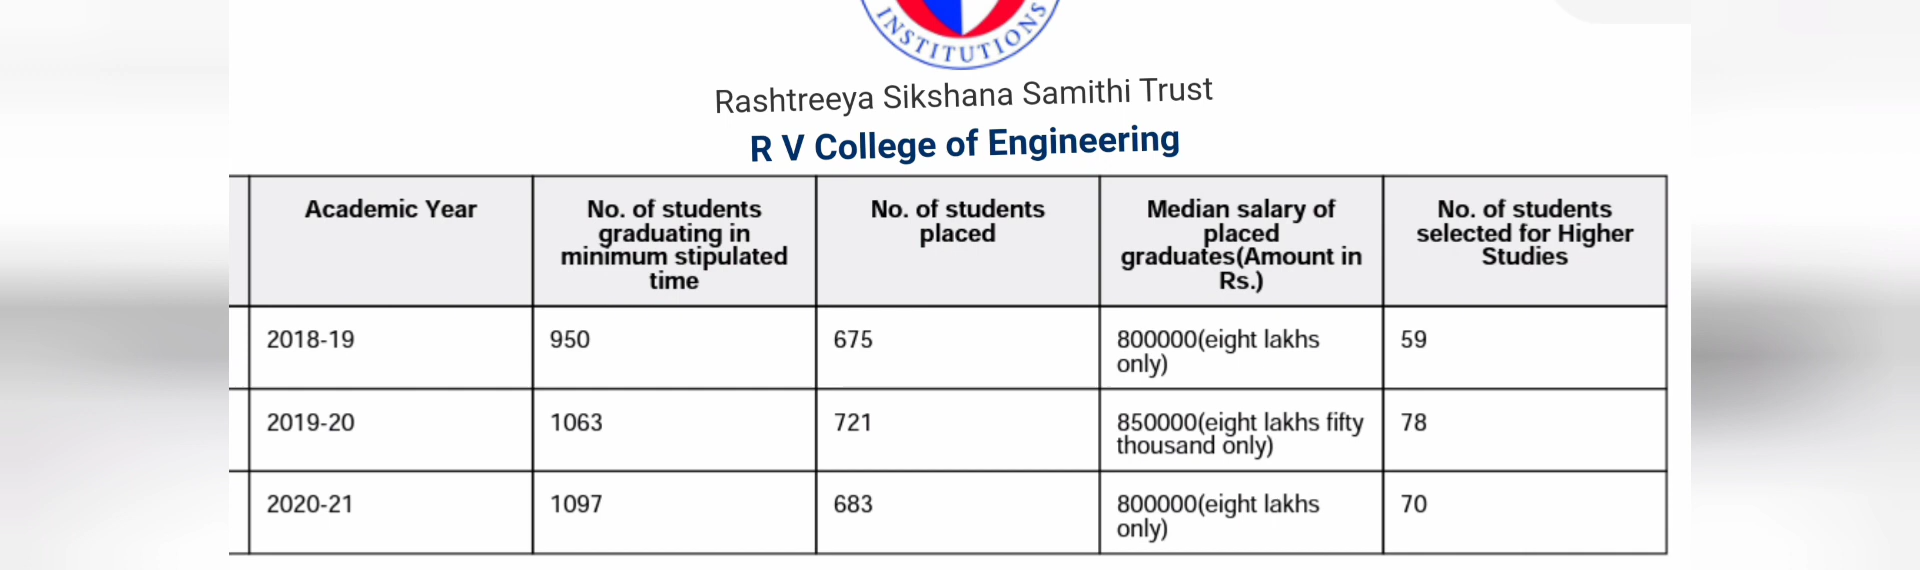 INSTITUTIONS
Rashtreeya Sikshana Samithi Trust
R V College of Engineering
Academic Year
No. of students
graduating in
minimum stipulated
time
No. of students
placed
Median salary of
placed
graduates(Amount in
Rs.)
No. of students
selected for Higher
Studies
2018-19
950
675
800000(eight lakhs
only)
59
2019-20
1063
721
850000(eight lakhs fifty
thousand only)
78
2020-21
1097
683
800000(eight lakhs
only)
70